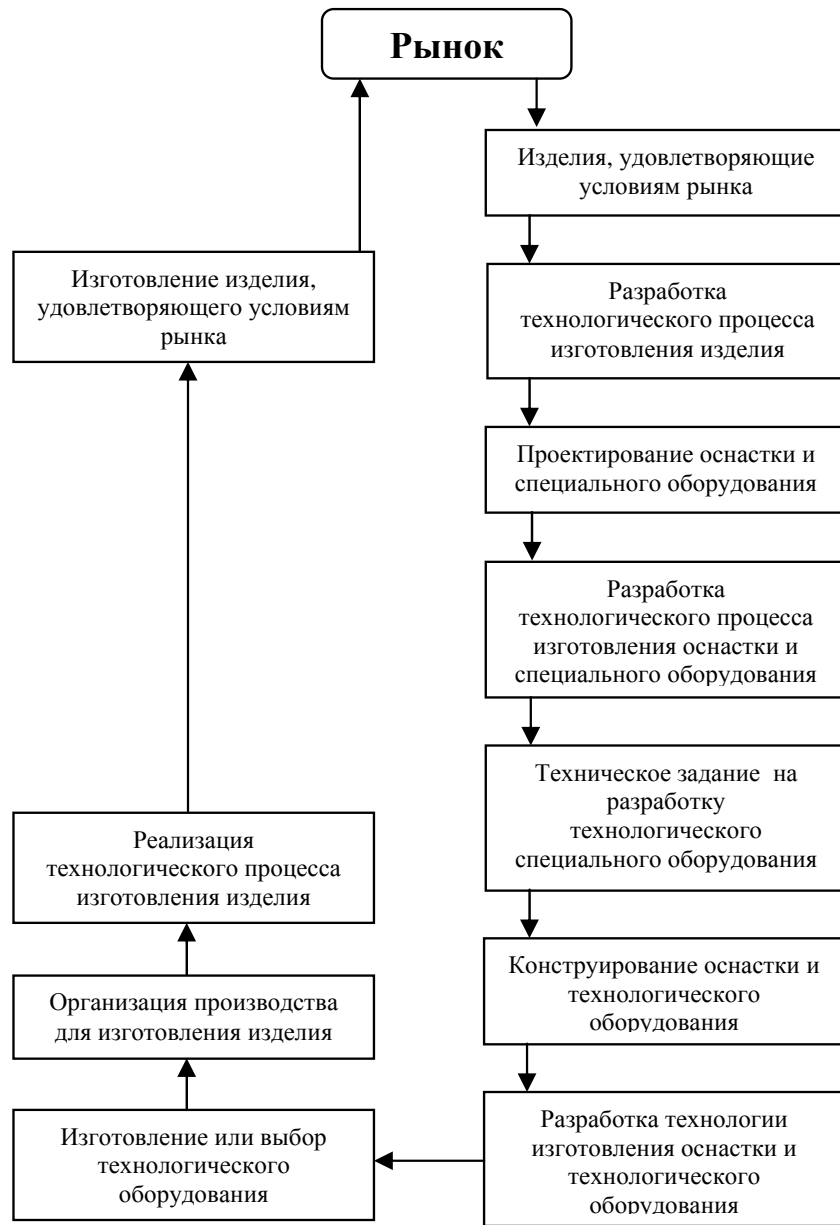 Рынок
Изделия, удовлетворяющие
условиям рынка
Разработка
технологического процесса
изготовления изделия
Проектирование оснастки и
специального оборудования
Разработка
технологического процесса
изготовления оснастки и
специального оборудования
Техническое задание на
разработку
технологического
специального оборудования
Конструирование оснастки и
технологического
оборудования
Разработка технологии
изготовления оснастки и
технологического
оборудования
Изготовление или выбор
технологического
оборудования
Организация производства
для изготовления изделия
Реализация
технологического процесса
изготовления изделия
Изготовление изделия,
удовлетворяющего условиям
рынка